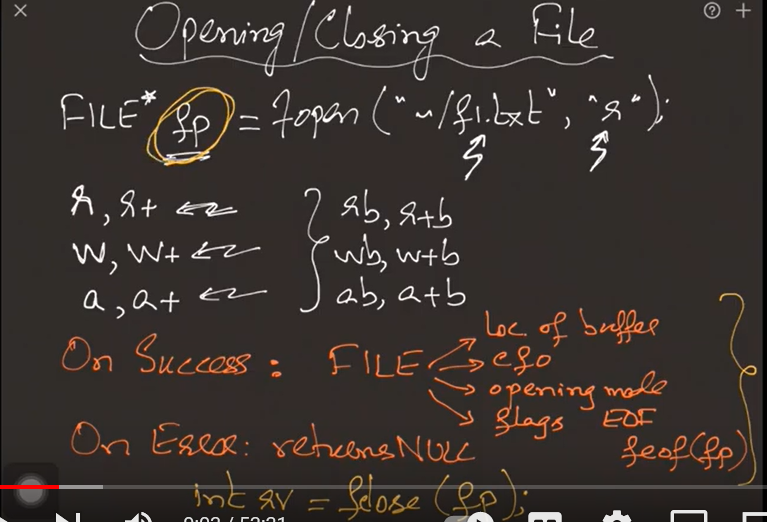 Opening/Closing a File
FILE* fp = fopen("~/f1.txt", "r");
r, r+ rb, r+b
w, w+ wb, w+b
a, a+ ab, a+b
On Success: FILE
Loc of buffer
cfo
opening mode
flags EOF
On Error: returns NULL feof(fp)
int rv = fclose(fp);